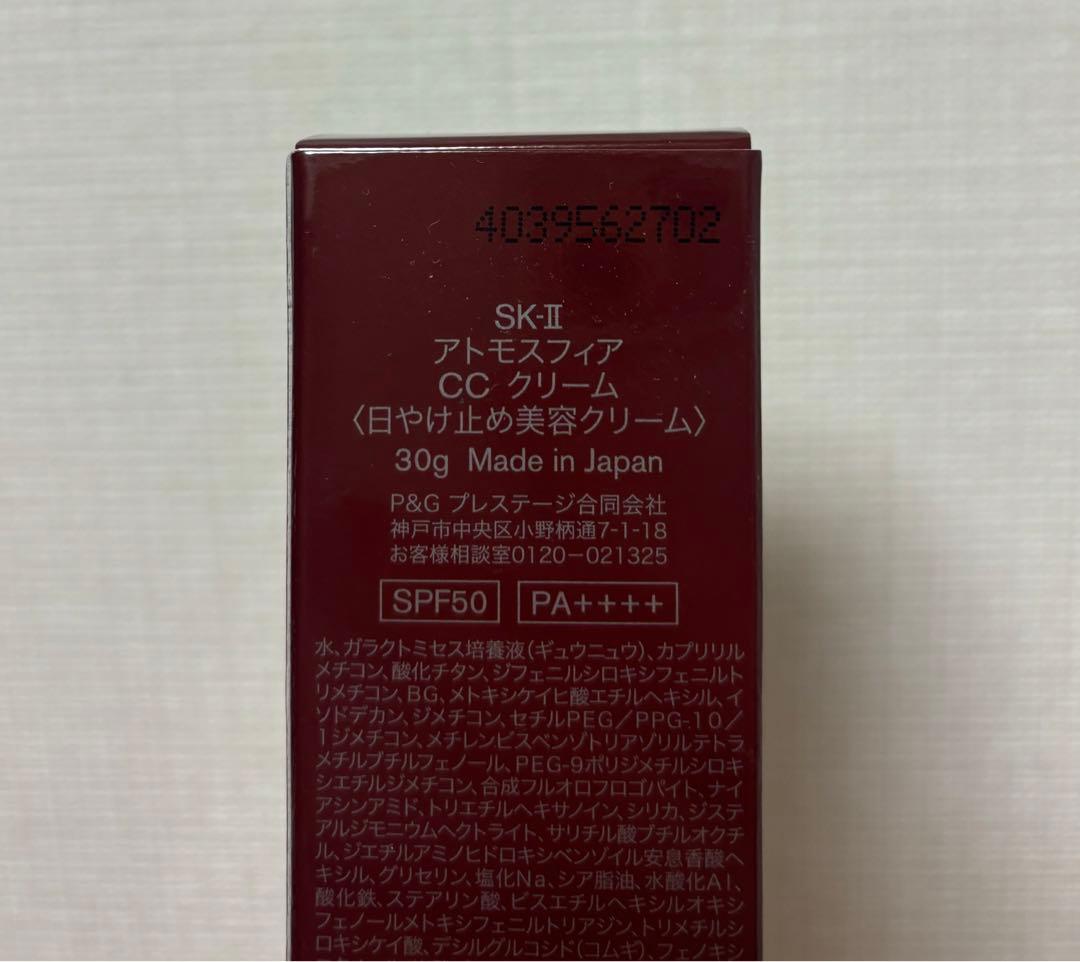 4039562702
SK-II
アトモスフィア
CC クリーム
〈日やけ止め美容クリーム〉
30g Made in Japan
P&G プレステージ合同会社
神戸市中央区小野柄通7-1-18
お客様相談室0120-021325
SPF50 PA++++
水、ガラクトミセス培養液(ギュウニュウ)、カプリリル
メチコン、酸化チタン、ジフェニルシロキシフェニルト
リメチコン、BG、メトキシケイヒ酸エチルヘキシル、イ
ソドデカン、ジメチコン、セチルPEG/PPG-10/
1ジメチコン、メチレンビスベンゾトリアゾリルテトラ
メチルブチルフェノール、PEG-9ポリジメチルシロキ
シエチルジメチコン、合成フルオロフロゴパイト、ナイ
アシンアミド、トリエチルヘキサノイン、シリカ、ジステ
アルジモニウムヘクトライト、サリチル酸ブチルオクチ
ル、ジエチルアミノヒドロキシベンゾイル安息香酸ヘ
キシル、グリセリン、塩化Na、シア脂油、水酸化Al、
酸化鉄、ステアリン酸、ビスエチルヘキシルオキシ
フェノールメトキシフェニルトリアジン、トリメチルシ
ロキシケイ酸、デシルグルコシド(コムギ)、フェノキシ